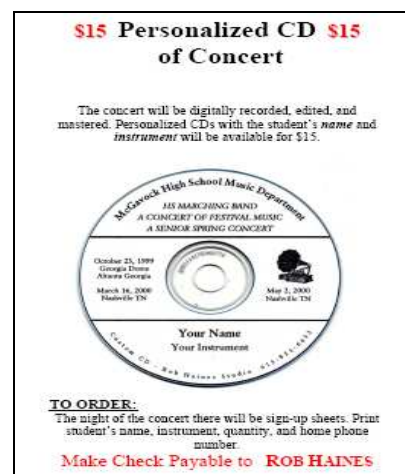 $15 Personalized CD $15
of Concert
The concert will be digitally recorded, edited, and
mastered. Personalized CDs with the student's name and
instrument will be available for $15.
McGavock High School Music Department
HS MARCHING BAND
A CONCERT OF FESTIVAL MUSIC
A SENIOR SPRING CONCERT
October 23, 1999
Georgia Dome
Atlanta Georgia
March 16, 2000
Nashville TN
May 2, 2000
Nashville TN
Your Name
Your Instrument
Custom CD - Rob Haines Studio
TO ORDER:
The night of the concert there will be sign-up sheets. Print
student's name, instrument, quantity, and home phone
number.
Make Check Payable to ROB HAINES